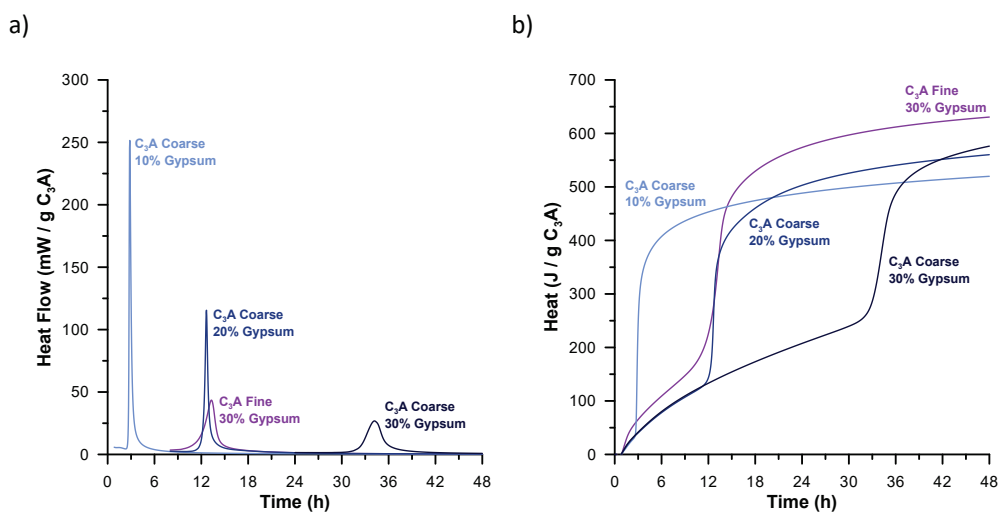 a)
300
250
200
150
100
50
0
Heat Flow (mW / g C₃A)
C₃A Coarse
10% Gypsum
C₃A Coarse
20% Gypsum
C₃A Fine
30% Gypsum
C₃A Coarse
30% Gypsum
0 6 12 18 24 30 36 42 48
Time (h)
b)
700
600
500
400
300
200
100
0
Heat (J / g C₃A)
C₃A Fine
30% Gypsum
C₃A Coarse
10% Gypsum
C₃A Coarse
20% Gypsum
C₃A Coarse
30% Gypsum
0 6 12 18 24 30 36 42 48
Time (h)